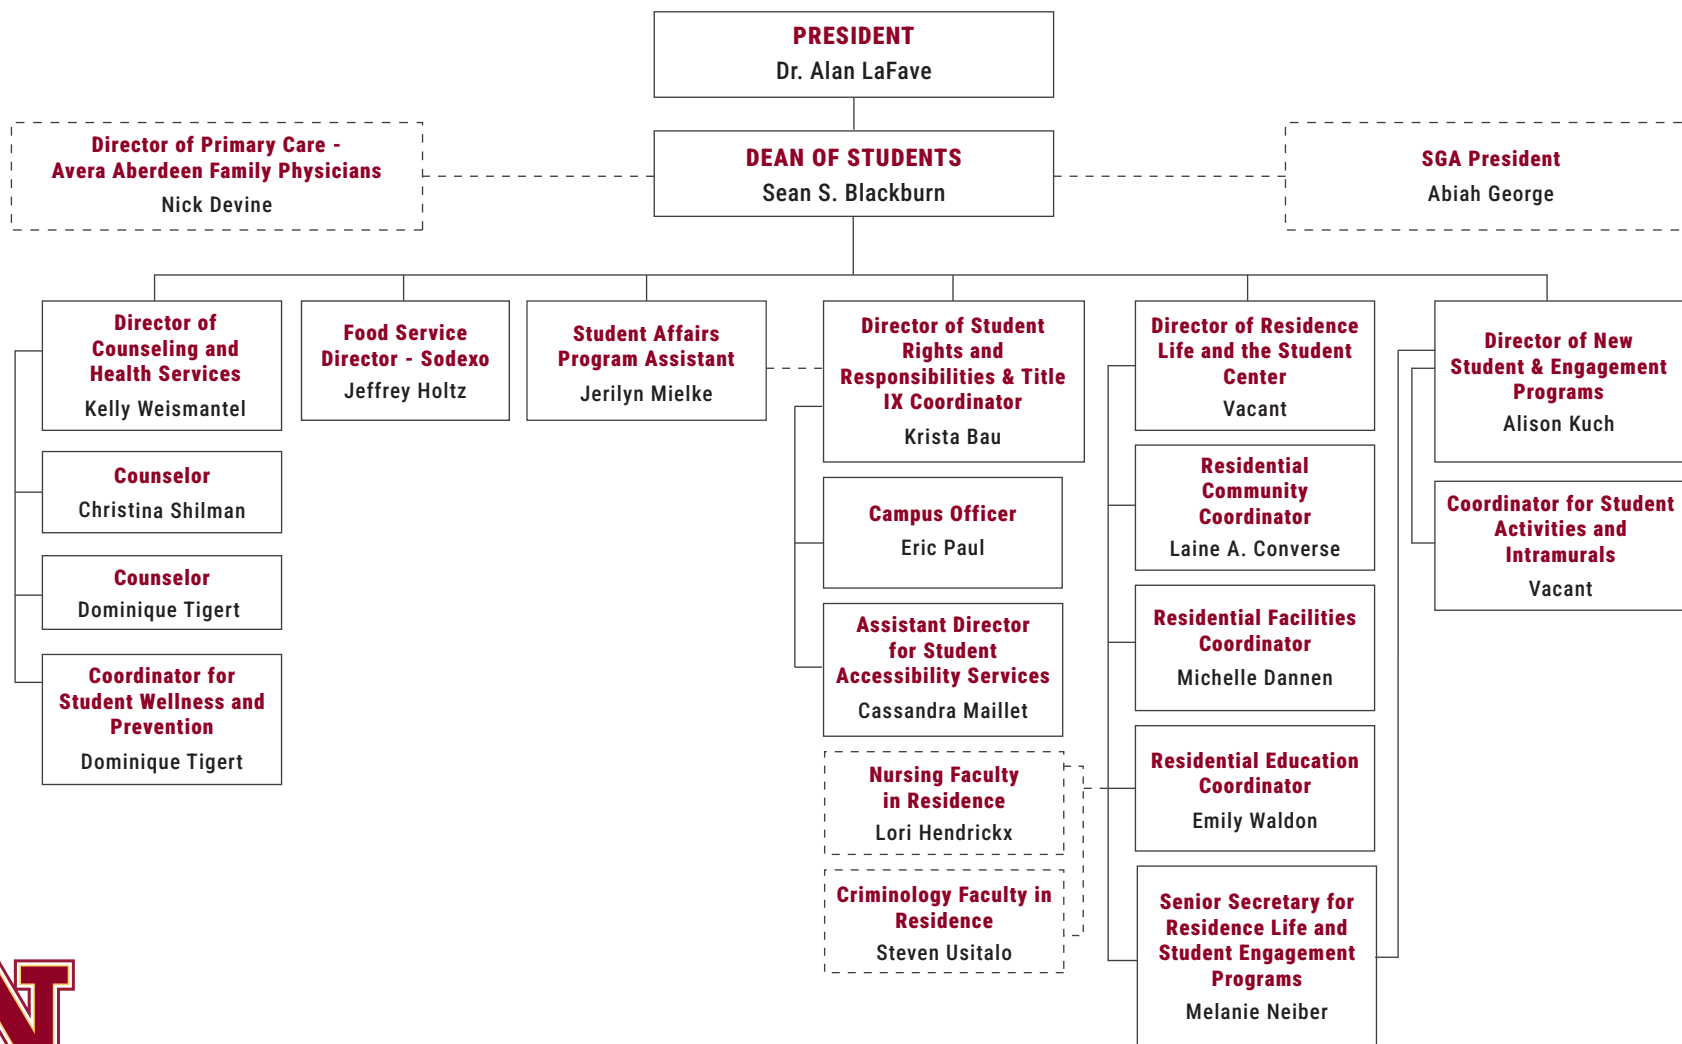 PRESIDENT
Dr. Alan LaFave
Director of Primary Care -
Avera Aberdeen Family Physicians
Nick Devine
DEAN OF STUDENTS
Sean S. Blackburn
SGA President
Abiah George
Director of
Counseling and
Health Services
Kelly Weismantel
Counselor
Christina Shilman
Counselor
Dominique Tigert
Coordinator for
Student Wellness and
Prevention
Dominique Tigert
Food Service
Director - Sodexo
Jeffrey Holtz
Student Affairs
Program Assistant
Jerilyn Mielke
Director of Student
Rights and
Responsibilities & Title
IX Coordinator
Krista Bau
Campus Officer
Eric Paul
Assistant Director
for Student
Accessibility Services
Cassandra Maillet
Nursing Faculty
in Residence
Lori Hendrickx
Criminology Faculty in
Residence
Steven Usitalo
Director of Residence
Life and the Student
Center
Vacant
Residential
Community
Coordinator
Laine A. Converse
Residential Facilities
Coordinator
Michelle Dannen
Residential Education
Coordinator
Emily Waldon
Senior Secretary for
Residence Life and
Student Engagement
Programs
Melanie Neiber
Director of New
Student & Engagement
Programs
Alison Kuch
Coordinator for Student
Activities and
Intramurals
Vacant
N